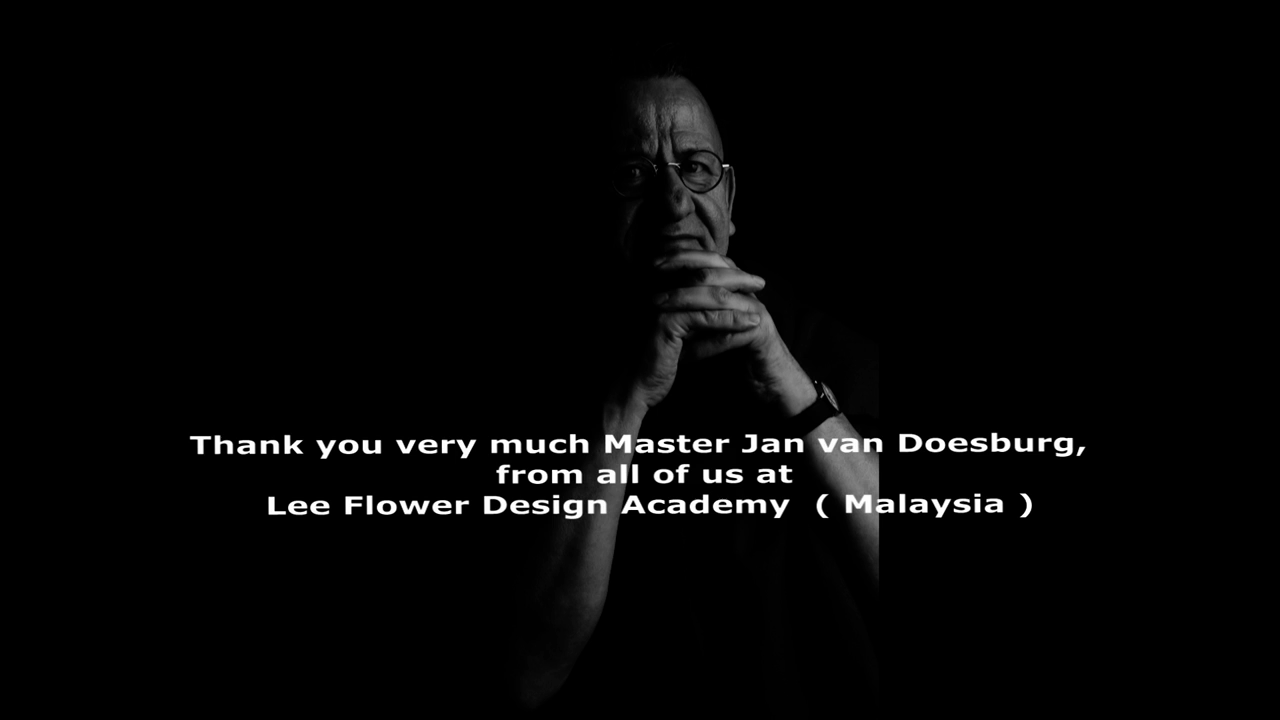 Thank you very much Master Jan van Doesburg,
from all of us at
Lee Flower Design Academy ( Malaysia )